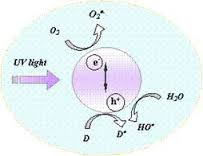 O₂•
O₂
UV light
e⁻
h⁺
H₂O
D
D•
HO•